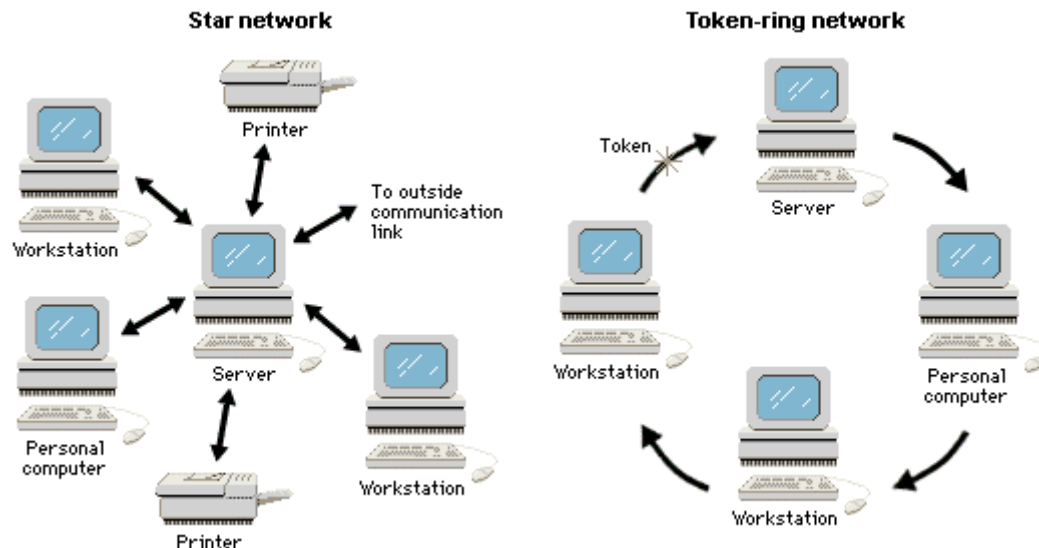 Star network
Printer
Workstation
To outside
communication
link
Server
Personal
computer
Workstation
Printer
Token-ring network
Token
Server
Workstation
Personal
computer
Workstation